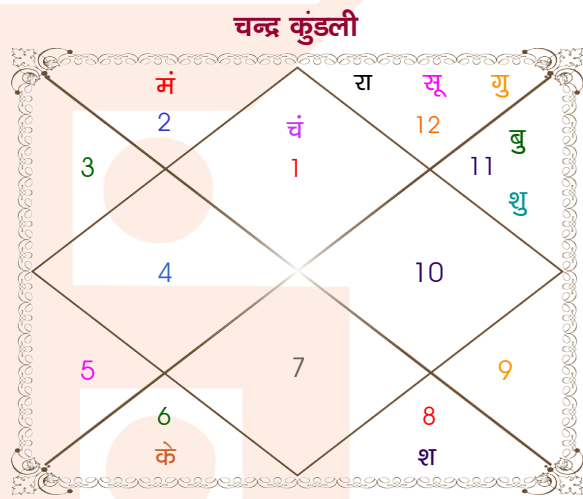 चन्द्र कुंडली
मं रा सू गु
2 चं 12 बु
3 1 11
शु
4 10
5 7 9
6 8
के श